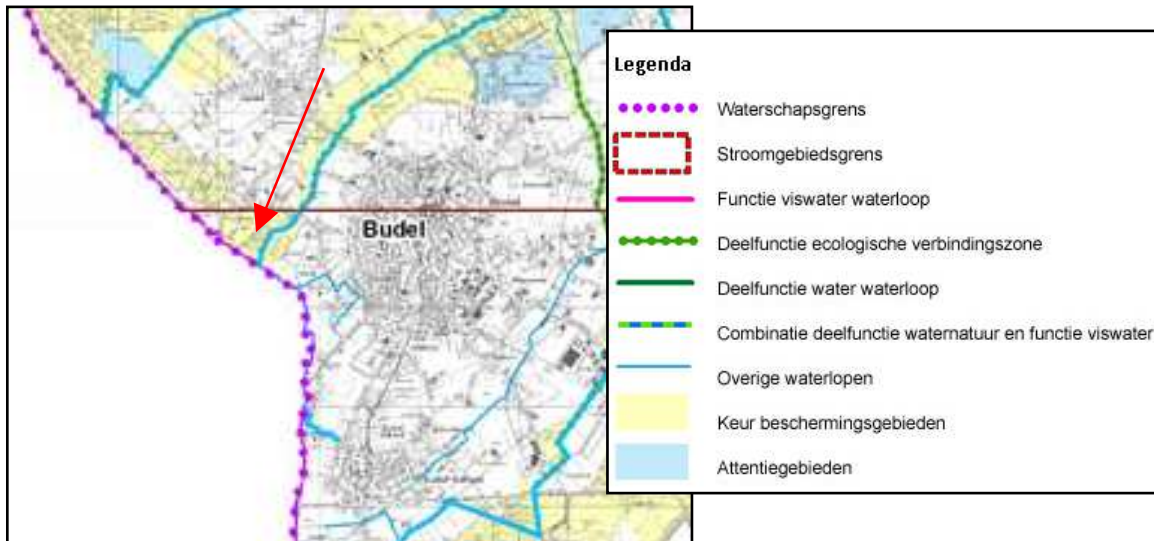 Budel
Legenda
Waterschapsgrens
Stroomgebiedsgrens
Functie viswater waterloop
Deelfunctie ecologische verbindingszone
Deelfunctie water waterloop
Combinatie deelfunctie waternatuur en functie viswater
Overige waterlopen
Keur beschermingsgebieden
Attentiegebieden